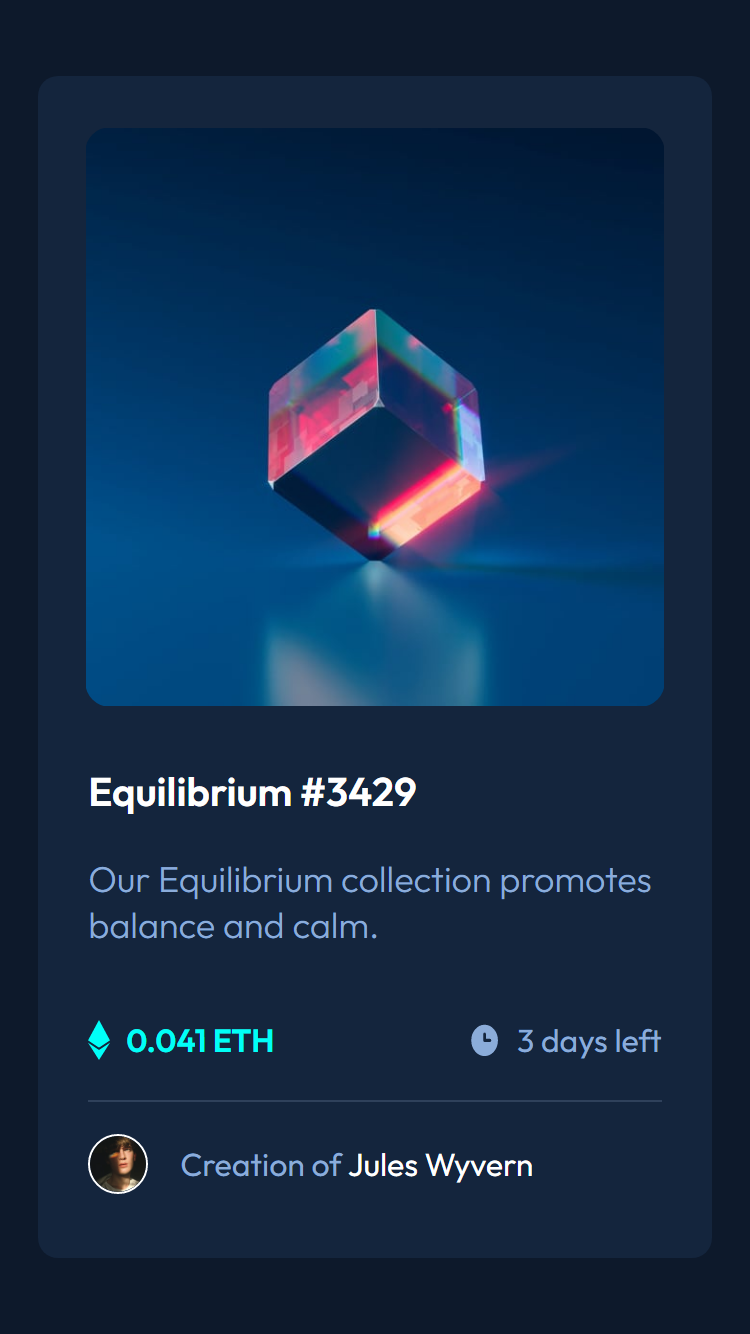 Equilibrium #3429
Our Equilibrium collection promotes
balance and calm.
0.041 ETH
3 days left
Creation of Jules Wyvern